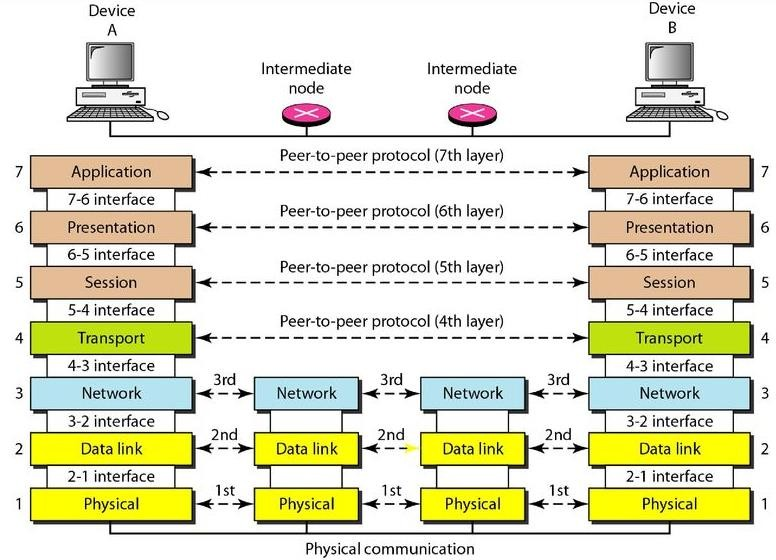 Device
A
Device
B
Intermediate
node
Intermediate
node
7 Application Peer-to-peer protocol (7th layer) Application 7
7-6 interface 7-6 interface
6 Presentation Peer-to-peer protocol (6th layer) Presentation 6
6-5 interface 6-5 interface
5 Session Peer-to-peer protocol (5th layer) Session 5
5-4 interface 5-4 interface
4 Transport Peer-to-peer protocol (4th layer) Transport 4
4-3 interface 4-3 interface
3 Network 3rd Network 3rd Network 3rd Network 3
3-2 interface 3-2 interface
2 Data link 2nd Data link 2nd Data link 2nd Data link 2
2-1 interface 2-1 interface
1 Physical 1st Physical 1st Physical 1st Physical 1
Physical communication